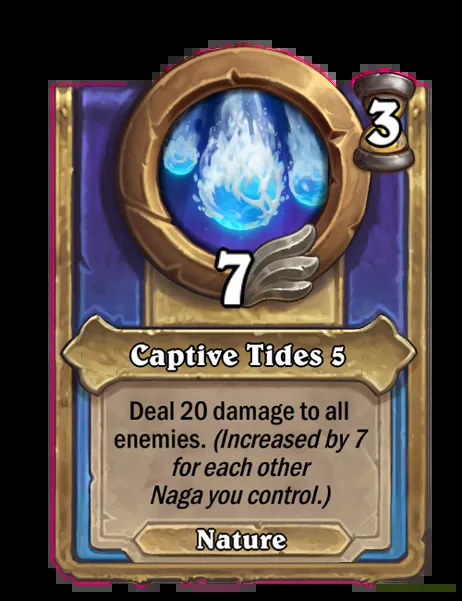 3
7
Captive Tides 5
Deal 20 damage to all
enemies. (Increased by 7
for each other
Naga you control.)
Nature